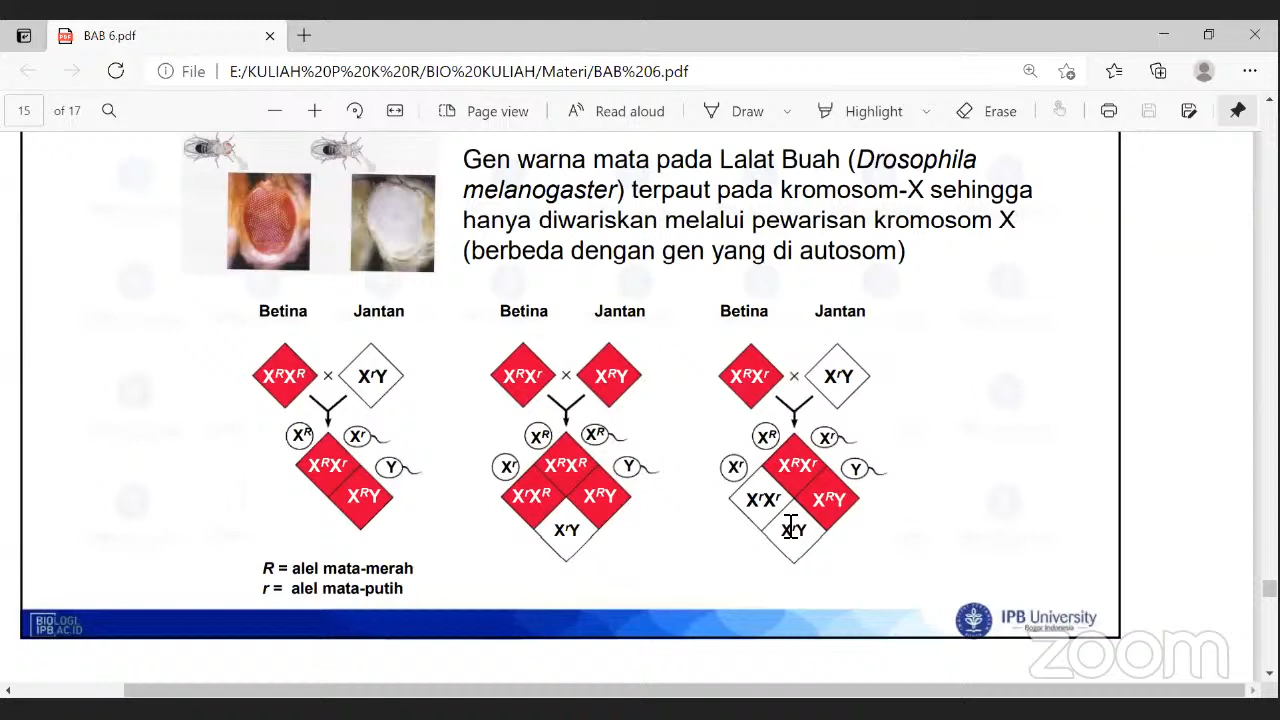 BAB 6.pdf
File
E:/KULIAH%20P%20K%20R/BIO%20KULIAH/Materi/BAB%206.pdf
15 of 17
Page view
Read aloud
Draw
Highlight
Erase
Gen warna mata pada Lalat Buah (Drosophila
melanogaster) terpaut pada kromosom-X sehingga
hanya diwariskan melalui pewarisan kromosom X
(berbeda dengan gen yang di autosom)
Betina Jantan
XᴿXᴿ × XʳY
Xᴿ Xʳ
XᴿXʳ Y
XᴿY
Betina Jantan
XᴿXʳ × XᴿY
Xᴿ Xᴿ
Xʳ XᴿXᴿ Y
XʳXᴿ XᴿY
XʳY
Betina Jantan
XᴿXʳ × XʳY
Xᴿ Xʳ
Xʳ XᴿXʳ Y
XʳXʳ XᴿY
XʳY
R = alel mata-merah
r = alel mata-putih
BIOLOGI.
IPB.AC.ID
IPB University
Bogor Indonesia
zoom